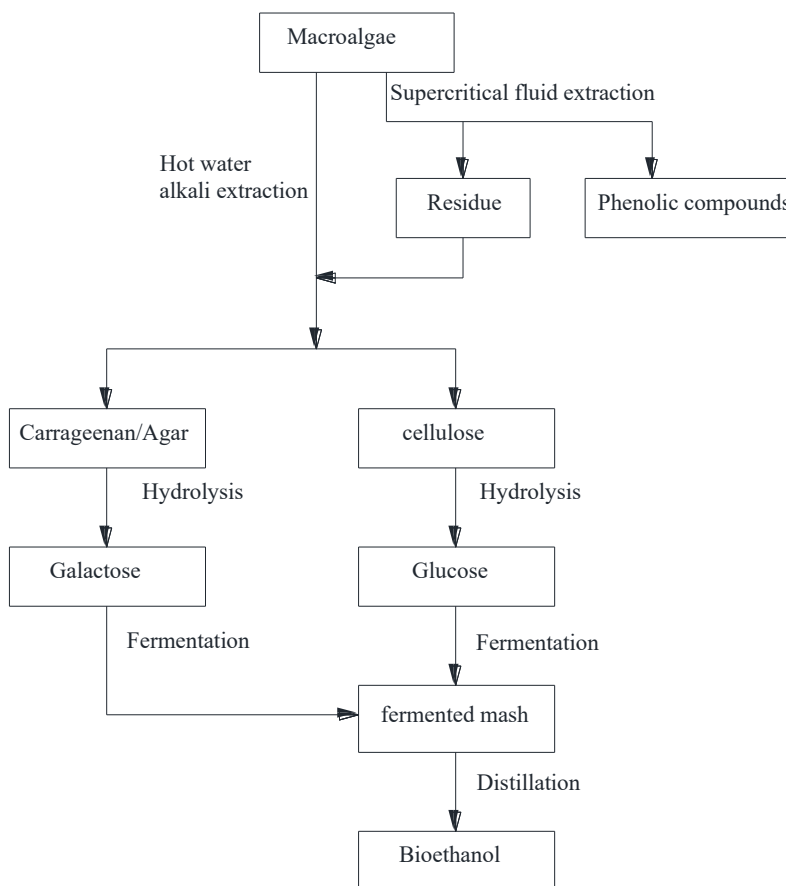 Macroalgae
Supercritical fluid extraction
Hot water
alkali extraction
Residue
Phenolic compounds
Carrageenan/Agar
cellulose
Hydrolysis
Hydrolysis
Galactose
Glucose
Fermentation
Fermentation
fermented mash
Distillation
Bioethanol